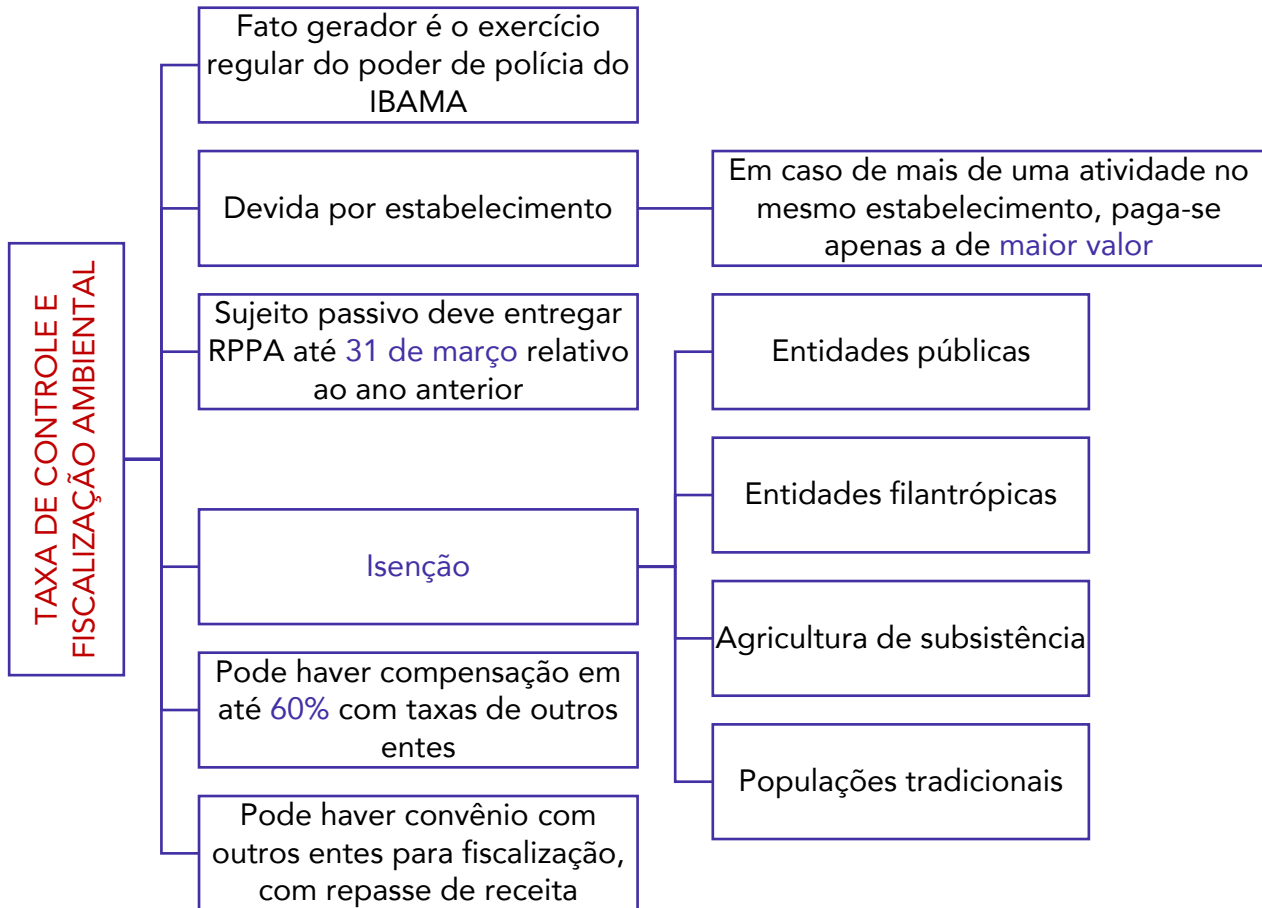 TAXA DE CONTROLE E
FISCALIZAÇÃO AMBIENTAL
Fato gerador é o exercício
regular do poder de polícia do
IBAMA
Devida por estabelecimento
Em caso de mais de uma atividade no
mesmo estabelecimento, paga-se
apenas a de maior valor
Sujeito passivo deve entregar
RPPA até 31 de março relativo
ao ano anterior
Isenção
Entidades públicas
Entidades filantrópicas
Agricultura de subsistência
Populações tradicionais
Pode haver compensação em
até 60% com taxas de outros
entes
Pode haver convênio com
outros entes para fiscalização,
com repasse de receita